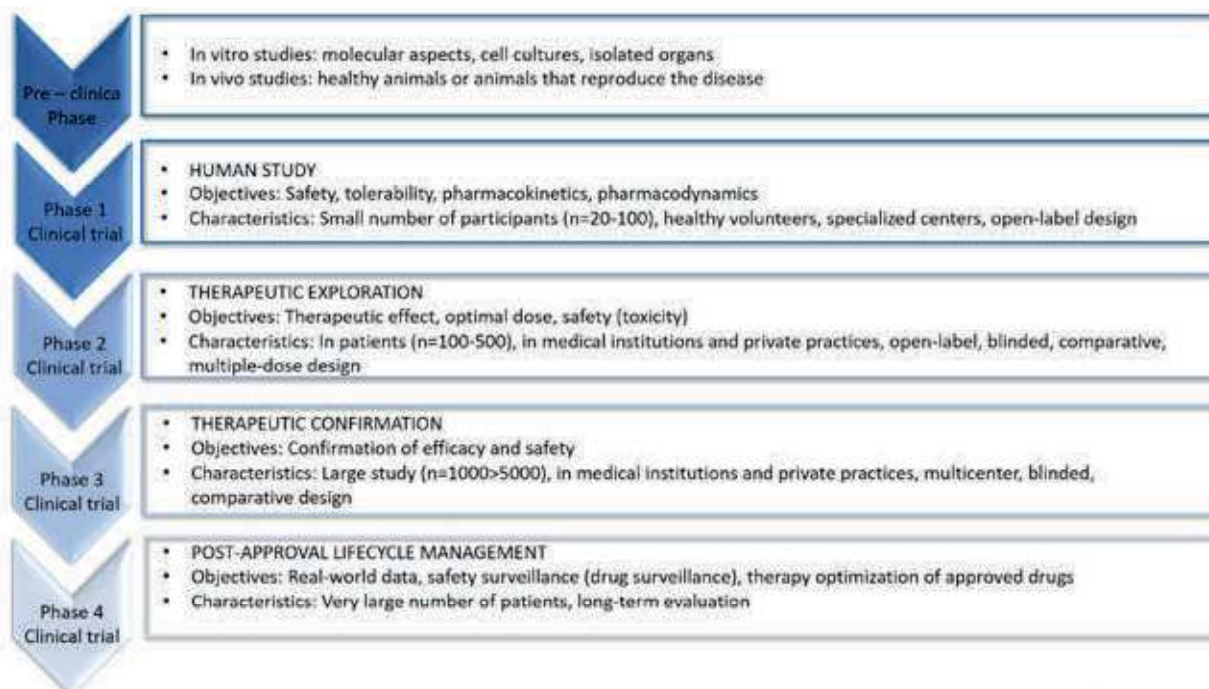 Pre – clinica
Phase
• In vitro studies: molecular aspects, cell cultures, isolated organs
• In vivo studies: healthy animals or animals that reproduce the disease
Phase 1
Clinical trial
• HUMAN STUDY
• Objectives: Safety, tolerability, pharmacokinetics, pharmacodynamics
• Characteristics: Small number of participants (n=20-100), healthy volunteers, specialized centers, open-label design
Phase 2
Clinical trial
• THERAPEUTIC EXPLORATION
• Objectives: Therapeutic effect, optimal dose, safety (toxicity)
• Characteristics: In patients (n=100-500), in medical institutions and private practices, open-label, blinded, comparative,
multiple-dose design
Phase 3
Clinical trial
• THERAPEUTIC CONFIRMATION
• Objectives: Confirmation of efficacy and safety
• Characteristics: Large study (n=1000>5000), in medical institutions and private practices, multicenter, blinded,
comparative design
Phase 4
Clinical trial
• POST-APPROVAL LIFECYCLE MANAGEMENT
• Objectives: Real-world data, safety surveillance (drug surveillance), therapy optimization of approved drugs
• Characteristics: Very large number of patients, long-term evaluation